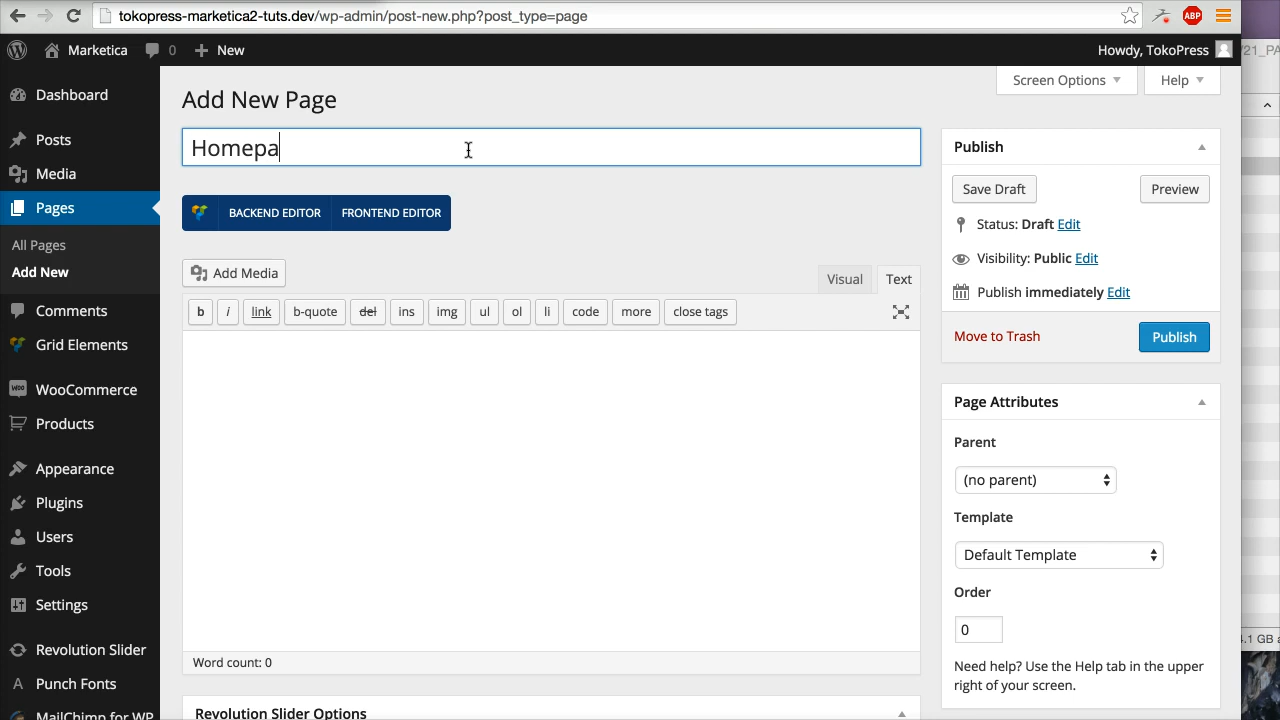 tokopress-marketica2-tuts.dev/wp-admin/post-new.php?post_type=page
ABP
Marketica 0 New
Howdy, TokoPress
Screen Options
Help
Dashboard
Posts
Media
Pages
All Pages
Add New
Comments
Grid Elements
WooCommerce
Products
Appearance
Plugins
Users
Tools
Settings
Revolution Slider
Punch Fonts
MailChimp for WP
Add New Page
Homepa
BACKEND EDITOR FRONTEND EDITOR
Add Media
Visual Text
b i link b-quote del ins img ul ol li code more close tags
Word count: 0
Revolution Slider Options
Publish
Save Draft Preview
Status: Draft Edit
Visibility: Public Edit
Publish immediately Edit
Move to Trash Publish
Page Attributes
Parent
(no parent)
Template
Default Template
Order
0
Need help? Use the Help tab in the upper
right of your screen.